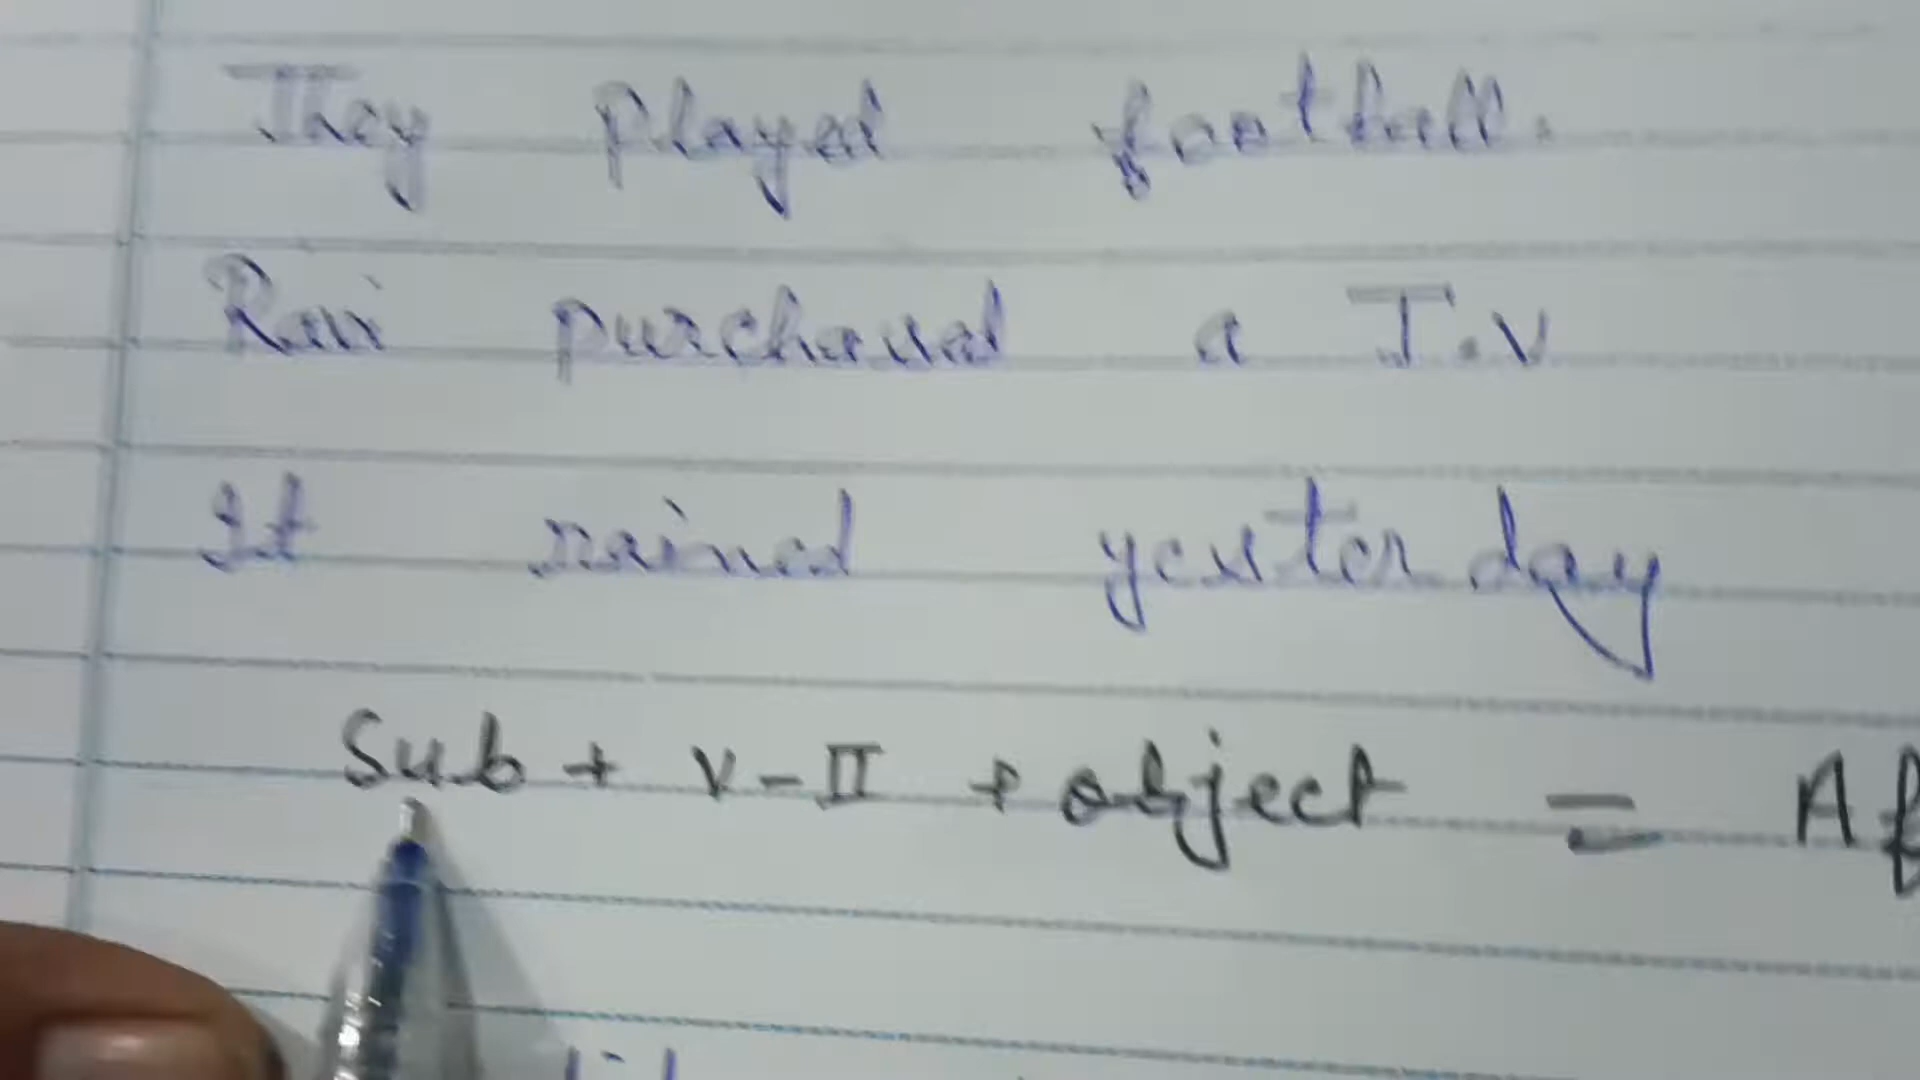 They played football.
Ravi purchased a T.V
It rained yesterday
Sub + V-II + object = Af